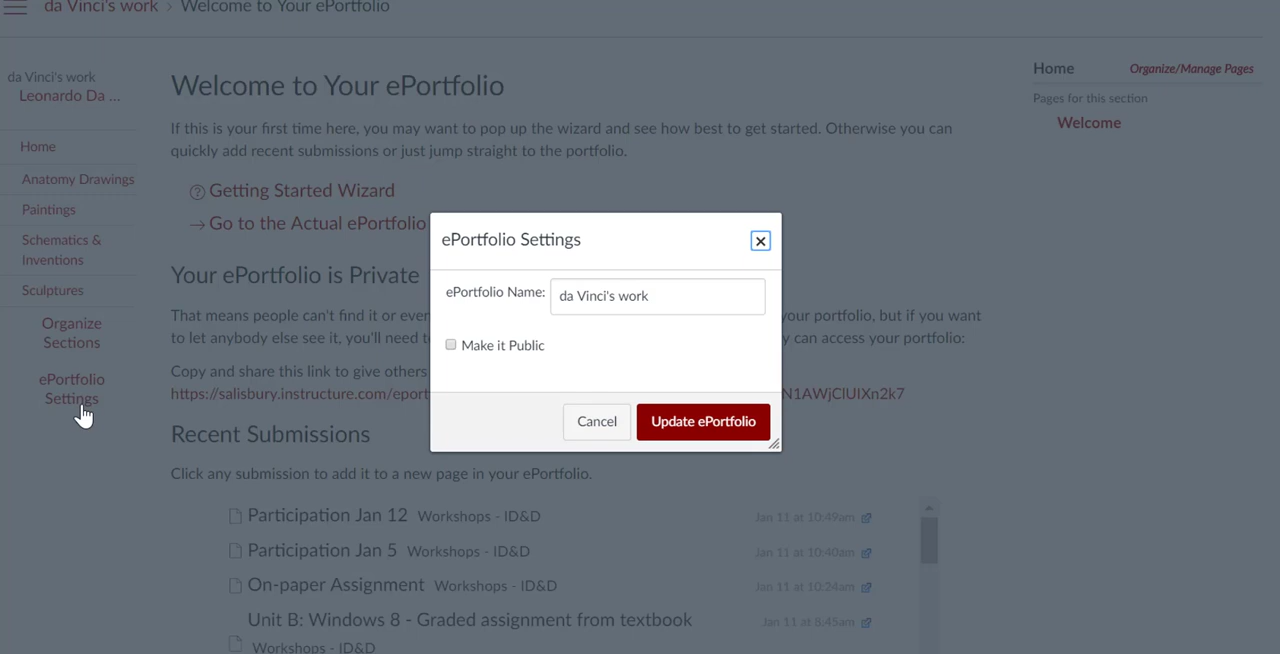 da Vinci's work › Welcome to Your ePortfolio
da Vinci's work
Leonardo Da ...
Home
Anatomy Drawings
Paintings
Schematics &
Inventions
Sculptures
Organize
Sections
ePortfolio
Settings
Welcome to Your ePortfolio
If this is your first time here, you may want to pop up the wizard and see how best to get started. Otherwise you can
quickly add recent submissions or just jump straight to the portfolio.
Getting Started Wizard
→ Go to the Actual ePortfolio
Your ePortfolio is Private
That means people can't find it or your portfolio, but if you want
to let anybody else see it, you'll need can access your portfolio:
Copy and share this link to give others
https://salisbury.instructure.com/eport N1AWjClUIXn2k7
Recent Submissions
Click any submission to add it to a new page in your ePortfolio.
Participation Jan 12 Workshops - ID&D Jan 11 at 10:49am
Participation Jan 5 Workshops - ID&D Jan 11 at 10:40am
On-paper Assignment Workshops - ID&D Jan 11 at 10:24am
Unit B: Windows 8 - Graded assignment from textbook Jan 11 at 8:45am
Workshops - ID&D
ePortfolio Settings
ePortfolio Name: da Vinci's work
Make it Public
Cancel Update ePortfolio
Home Organize/Manage Pages
Pages for this section
Welcome